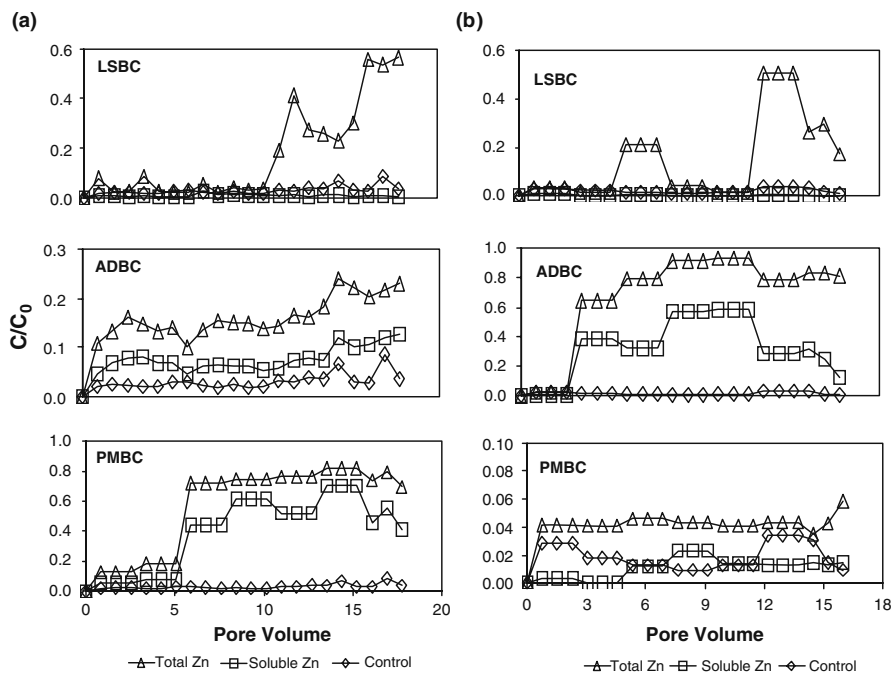 (a)
(b)
0.6
0.4
0.2
0.0
LSBC
0.6
0.4
0.2
0.0
LSBC
C/C0
0.3
0.2
0.1
0.0
ADBC
1.0
0.8
0.6
0.4
0.2
0.0
ADBC
1.0
0.8
0.6
0.4
0.2
0.0
PMBC
0 5 10 15 20
Pore Volume
0.10
0.08
0.06
0.04
0.02
0.00
PMBC
0 3 6 9 12 15 18
Pore Volume
Total Zn Soluble Zn Control
Total Zn Soluble Zn Control